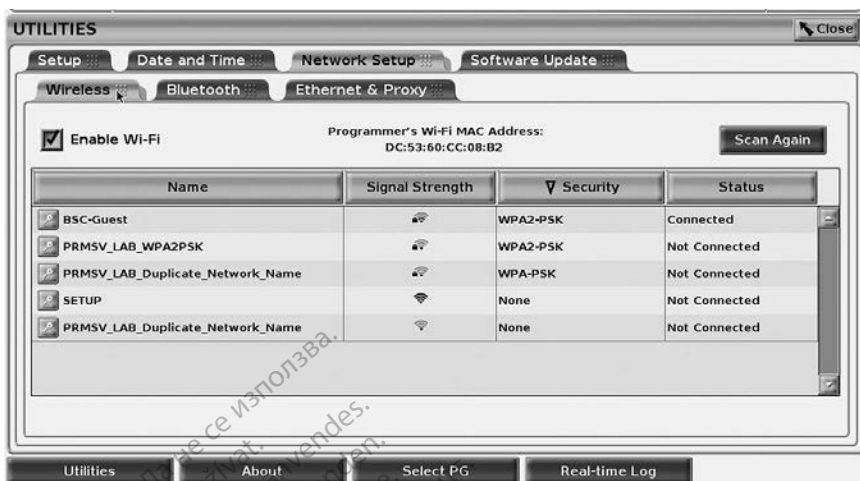 UTILITIES
Close
Setup Date and Time Network Setup Software Update
Wireless Bluetooth Ethernet & Proxy
Enable Wi-Fi
Programmer's Wi-Fi MAC Address:
DC:53:60:CC:08:B2
Scan Again
Name Signal Strength Security Status
BSC-Guest WPA2-PSK Connected
PRMSV_LAB_WPA2PSK WPA2-PSK Not Connected
PRMSV_LAB_Duplicate_Network_Name WPA-PSK Not Connected
SETUP None Not Connected
PRMSV_LAB_Duplicate_Network_Name None Not Connected
не се използва.
Utilities About Select PG Real-time Log